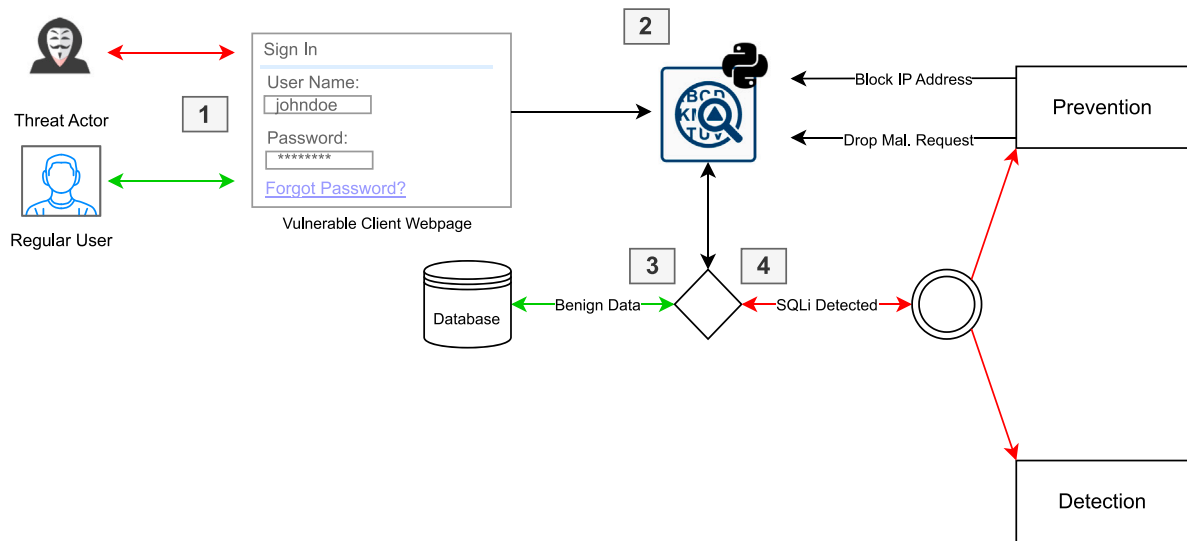 Threat Actor
Regular User
1
Sign In
User Name:
johndoe
Password:
********
Forgot Password?
Vulnerable Client Webpage
2
Block IP Address
Drop Mal. Request
Prevention
3
4
Database
Benign Data
SQLi Detected
Detection